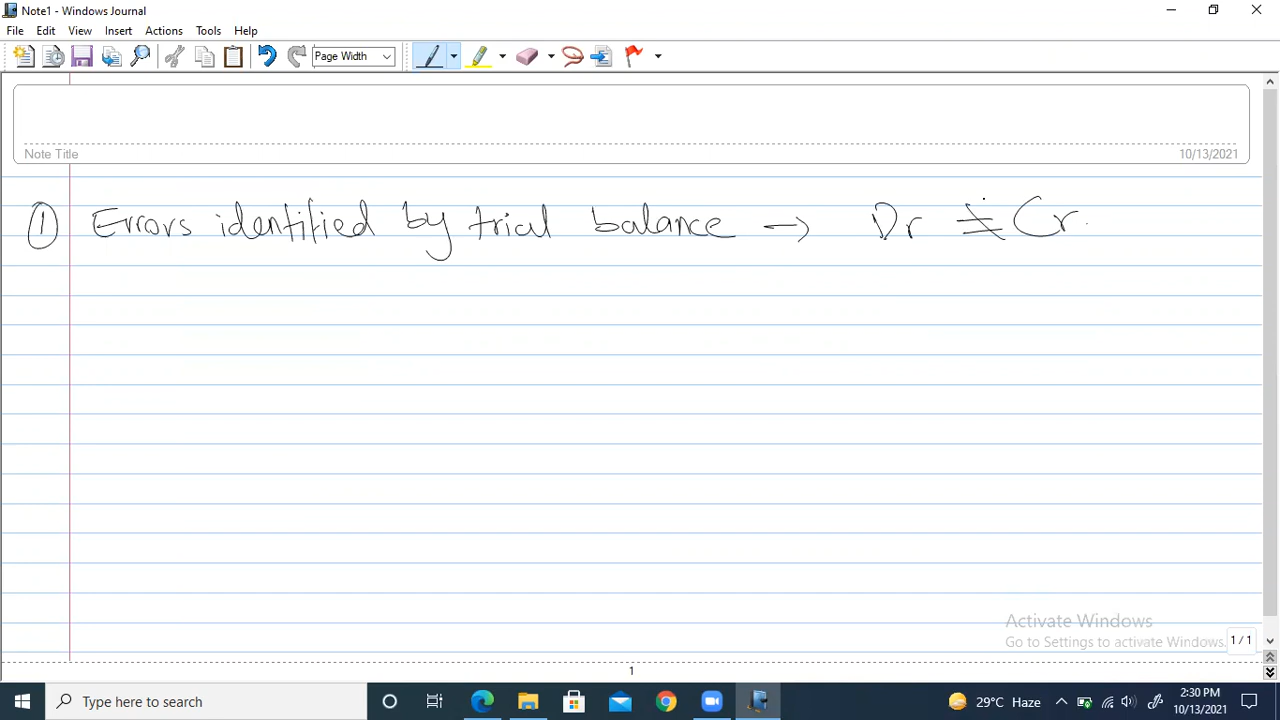 Note1 - Windows Journal
File Edit View Insert Actions Tools Help
Page Width
Note Title 10/13/2021
① Errors identified by trial balance → Dr ≠ Cr.
Activate Windows
Go to Settings to activate Windows.
1 / 1
1
Type here to search
29°C Haze
2:30 PM
10/13/2021